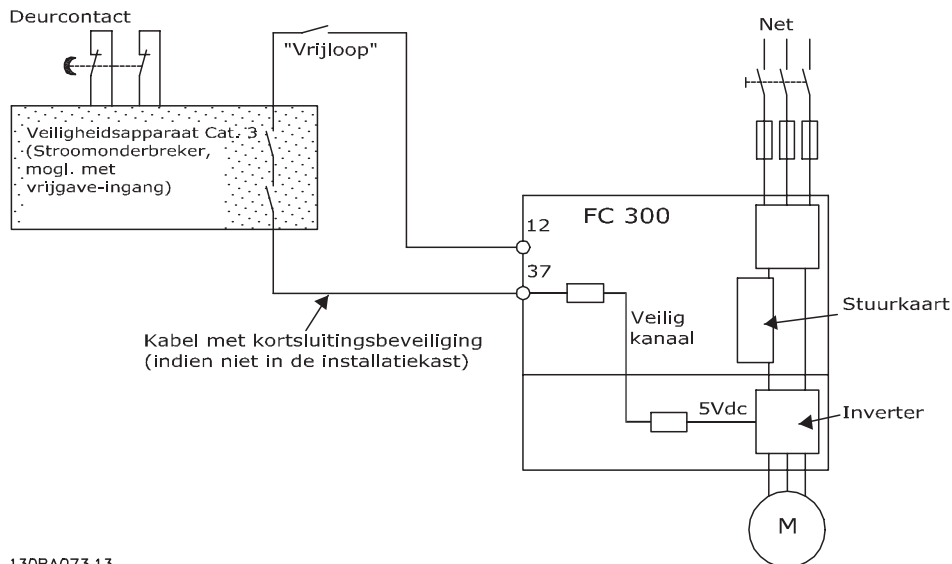 Deurcontact
"Vrijloop"
Net
Veiligheidsapparaat Cat. 3
(Stroomonderbreker,
mogl. met
vrijgave-ingang)
FC 300
12
37
Stuurkaart
Veilig
kanaal
Kabel met kortsluitingsbeveiliging
(indien niet in de installatiekast)
5Vdc
Inverter
M
130BA073.13